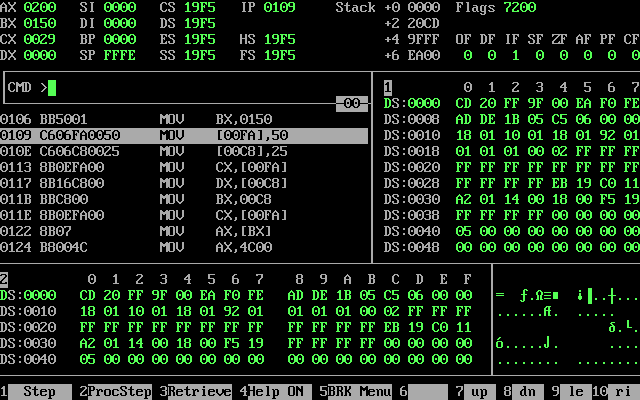 AX 0200 SI 0000 CS 19F5 IP 0109 Stack +0 0000 Flags 7200
BX 0150 DI 0000 DS 19F5 +2 20CD
CX 0029 BP 0000 ES 19F5 HS 19F5 +4 9FFF OF DF IF SF ZF AF PF CF
DX 0000 SP FFFE SS 19F5 FS 19F5 +6 EA00 0 0 1 0 0 0 0 0
CMD >
00
0106 BB5001 MOV BX,0150
0109 C606FA0050 MOV [00FA],50
010E C606C80025 MOV [00C8],25
0113 8B0EFA00 MOV CX,[00FA]
0117 8B16C800 MOV DX,[00C8]
011B BBC800 MOV BX,00C8
011E 8B0EFA00 MOV CX,[00FA]
0122 8B07 MOV AX,[BX]
0124 B8004C MOV AX,4C00
1 0 1 2 3 4 5 6 7
DS:0000 CD 20 FF 9F 00 EA F0 FE
DS:0008 AD DE 1B 05 C5 06 00 00
DS:0010 18 01 10 01 18 01 92 01
DS:0018 01 01 01 00 02 FF FF FF
DS:0020 FF FF FF FF FF FF FF FF
DS:0028 FF FF FF FF EB 19 C0 11
DS:0030 A2 01 14 00 18 00 F5 19
DS:0038 FF FF FF FF 00 00 00 00
DS:0040 05 00 00 00 00 00 00 00
DS:0048 00 00 00 00 00 00 00 00
2 0 1 2 3 4 5 6 7 8 9 A B C D E F
DS:0000 CD 20 FF 9F 00 EA F0 FE AD DE 1B 05 C5 06 00 00 = ƒ.Ω≡■ ¡▐..┼...
DS:0010 18 01 10 01 18 01 92 01 01 01 01 00 02 FF FF FF ......Æ. .....
DS:0020 FF FF FF FF FF FF FF FF FF FF FF FF EB 19 C0 11 δ.└.
DS:0030 A2 01 14 00 18 00 F5 19 FF FF FF FF 00 00 00 00 ó.....⌡. ....
DS:0040 05 00 00 00 00 00 00 00 00 00 00 00 00 00 00 00 ........ ........
1 Step 2ProcStep 3Retrieve 4Help ON 5BRK Menu 6 7 up 8 dn 9 le 10 ri